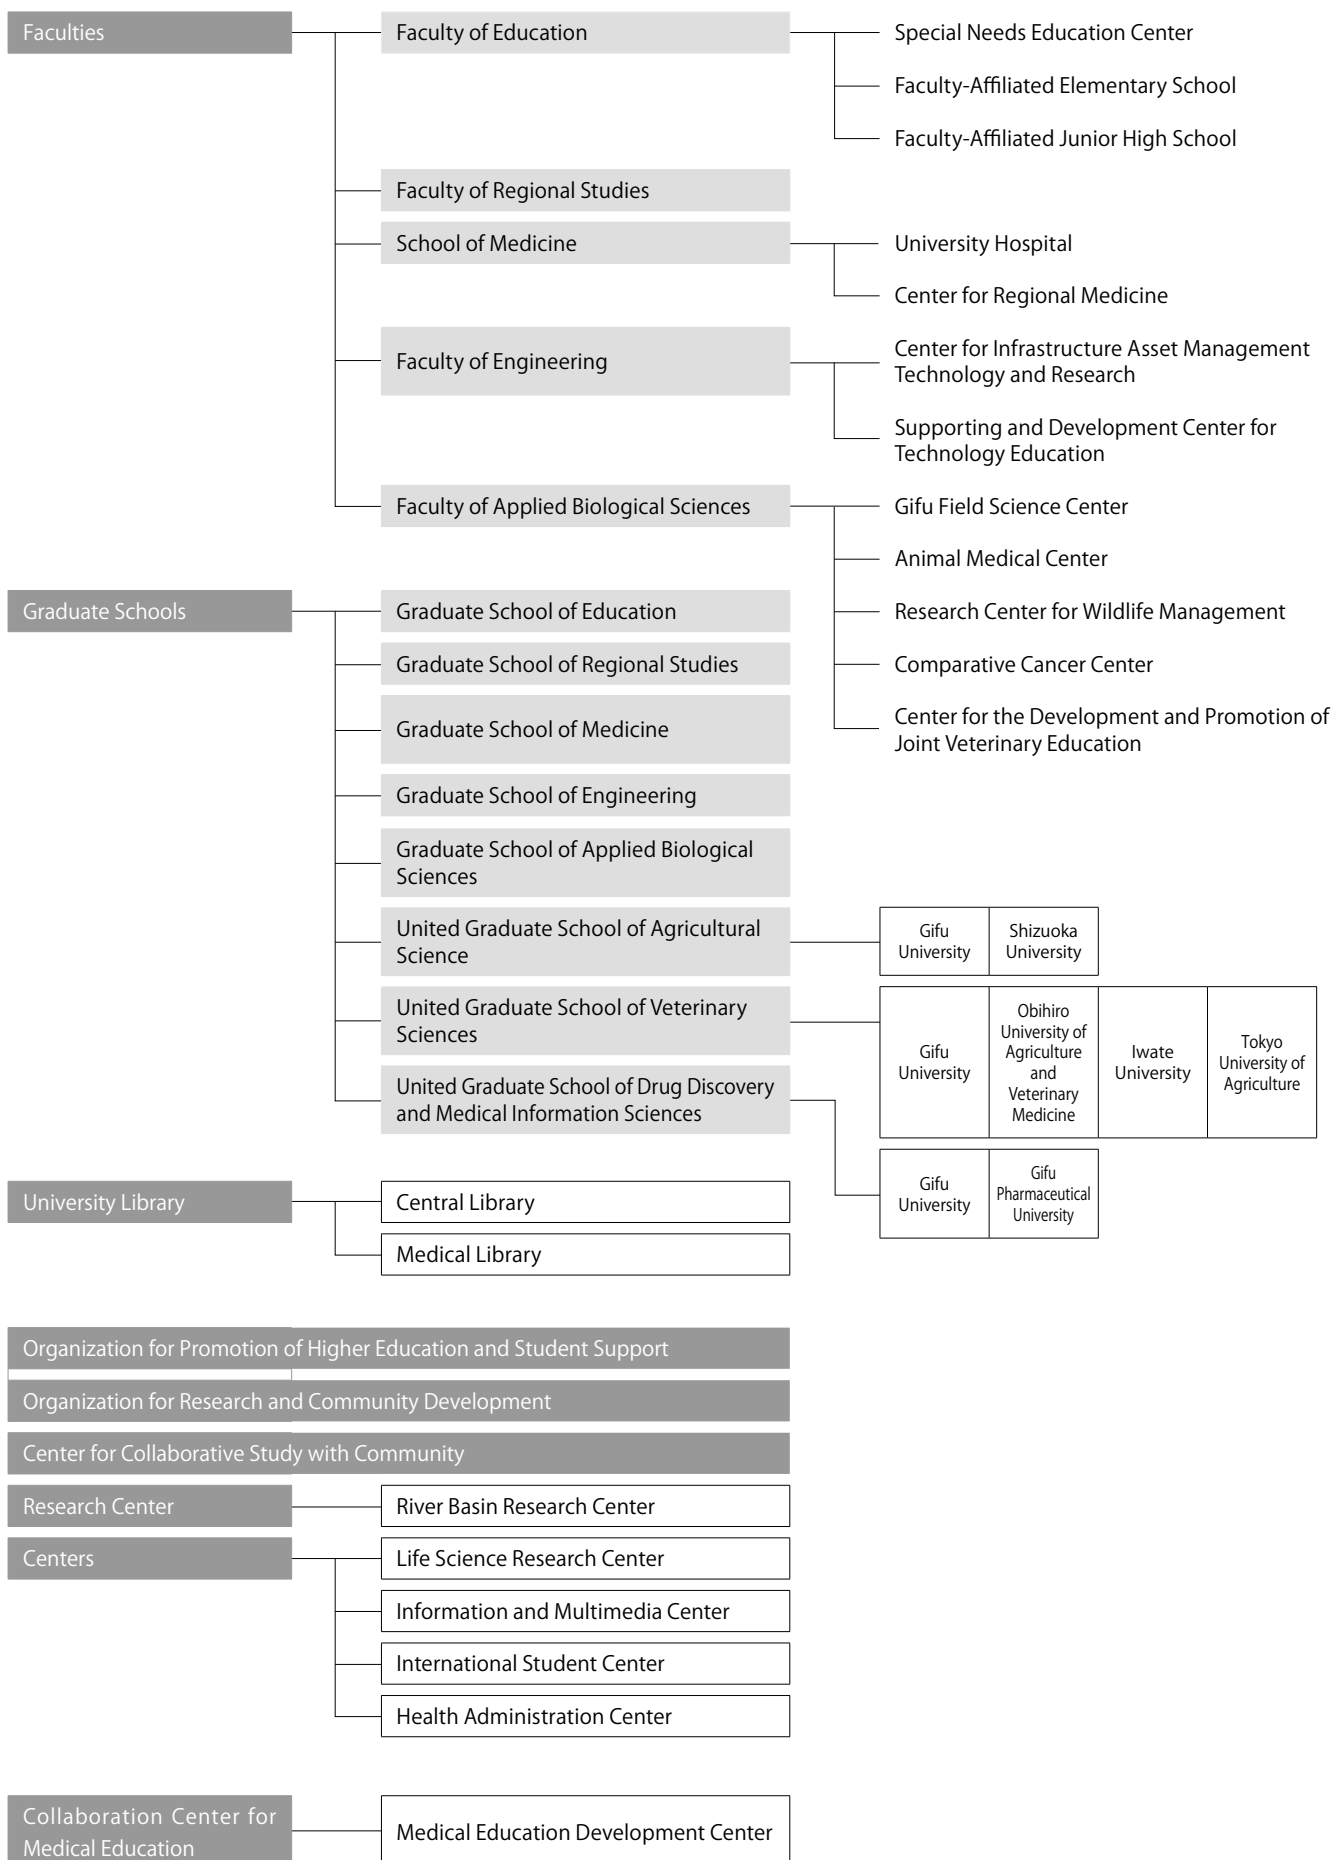 Faculties
Faculty of Education
Special Needs Education Center
Faculty-Affiliated Elementary School
Faculty-Affiliated Junior High School
Faculty of Regional Studies
School of Medicine
University Hospital
Center for Regional Medicine
Faculty of Engineering
Center for Infrastructure Asset Management
Technology and Research
Supporting and Development Center for
Technology Education
Faculty of Applied Biological Sciences
Gifu Field Science Center
Animal Medical Center
Research Center for Wildlife Management
Comparative Cancer Center
Center for the Development and Promotion of
Joint Veterinary Education
Graduate Schools
Graduate School of Education
Graduate School of Regional Studies
Graduate School of Medicine
Graduate School of Engineering
Graduate School of Applied Biological
Sciences
United Graduate School of Agricultural
Science
Gifu
University
Shizuoka
University
United Graduate School of Veterinary
Sciences
Gifu
University
Obihiro
University of
Agriculture
and
Veterinary
Medicine
Iwate
University
Tokyo
University of
Agriculture
United Graduate School of Drug Discovery
and Medical Information Sciences
Gifu
University
Gifu
Pharmaceutical
University
University Library
Central Library
Medical Library
Organization for Promotion of Higher Education and Student Support
Organization for Research and Community Development
Center for Collaborative Study with Community
Research Center
River Basin Research Center
Centers
Life Science Research Center
Information and Multimedia Center
International Student Center
Health Administration Center
Collaboration Center for
Medical Education
Medical Education Development Center